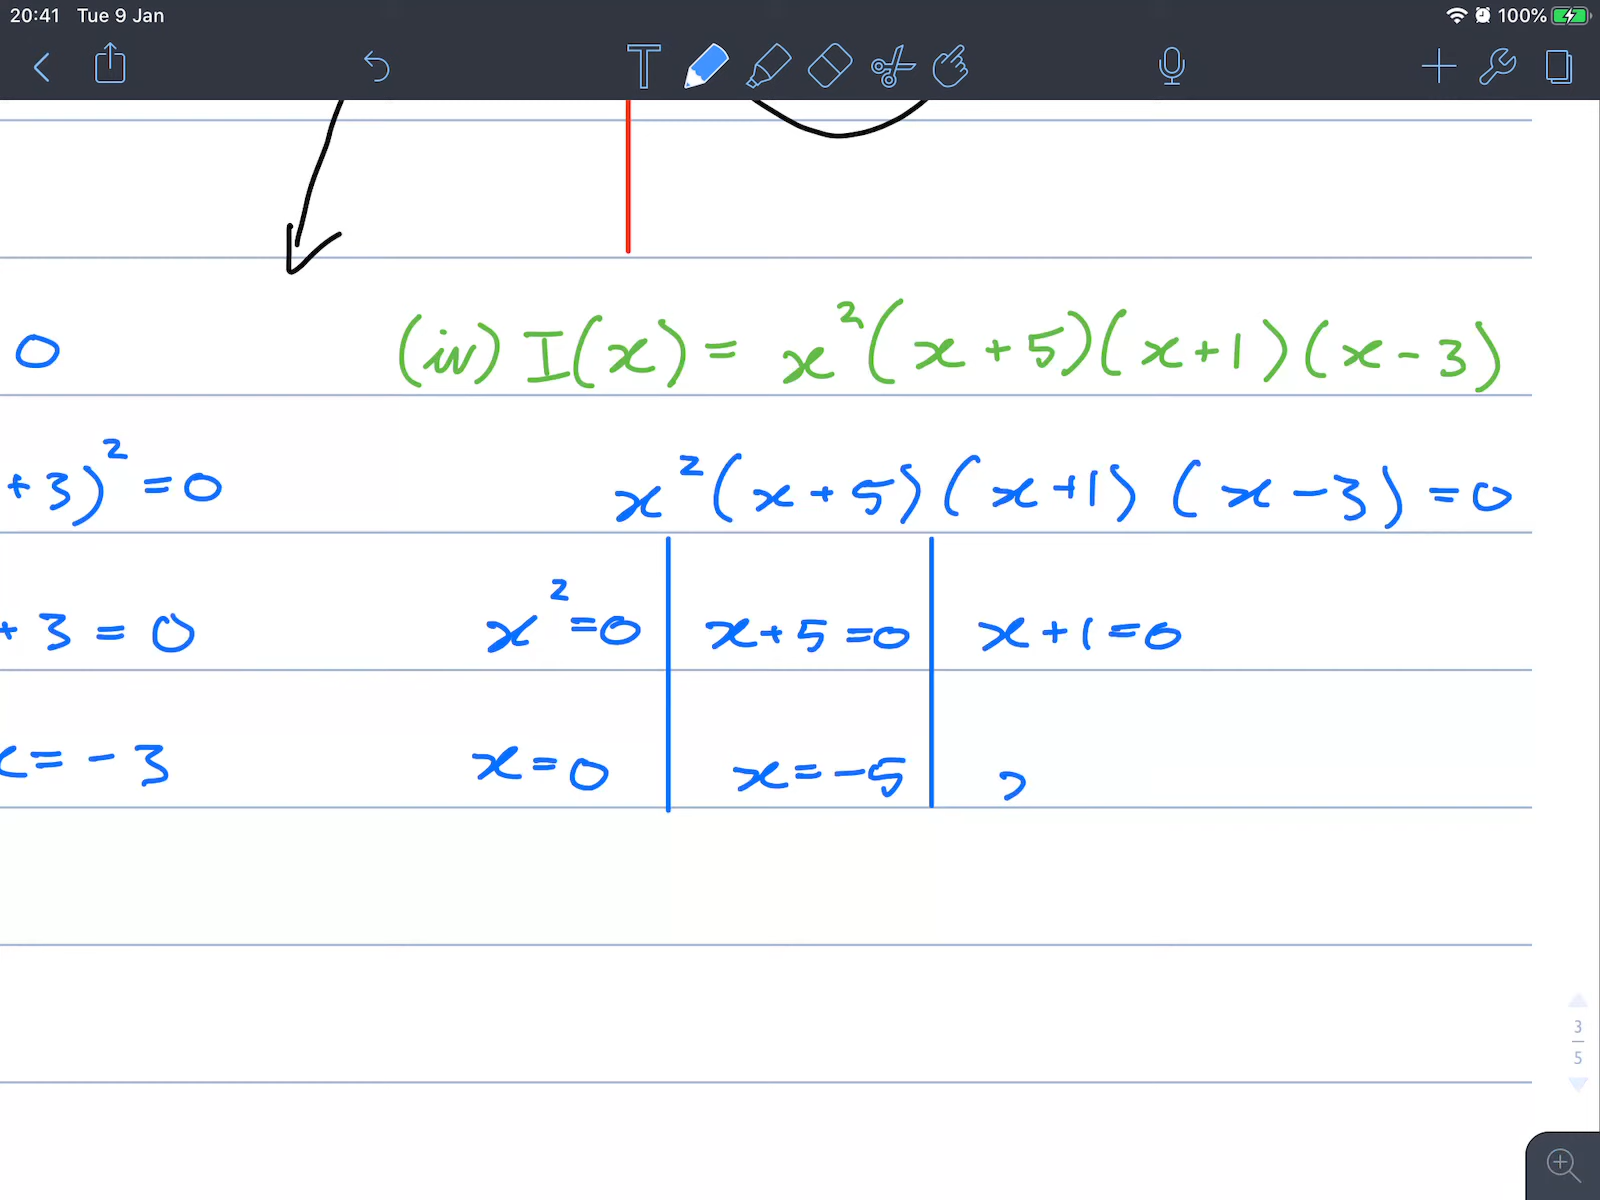 20:41 Tue 9 Jan 100%
T
0 (iv) I(x) = x²(x+5)(x+1)(x-3)
+3)² = 0 x²(x+5)(x+1)(x-3) = 0
+ 3 = 0 x² = 0 x+5 = 0 x+1 = 0
x = -3 x = 0 x = -5
3
5